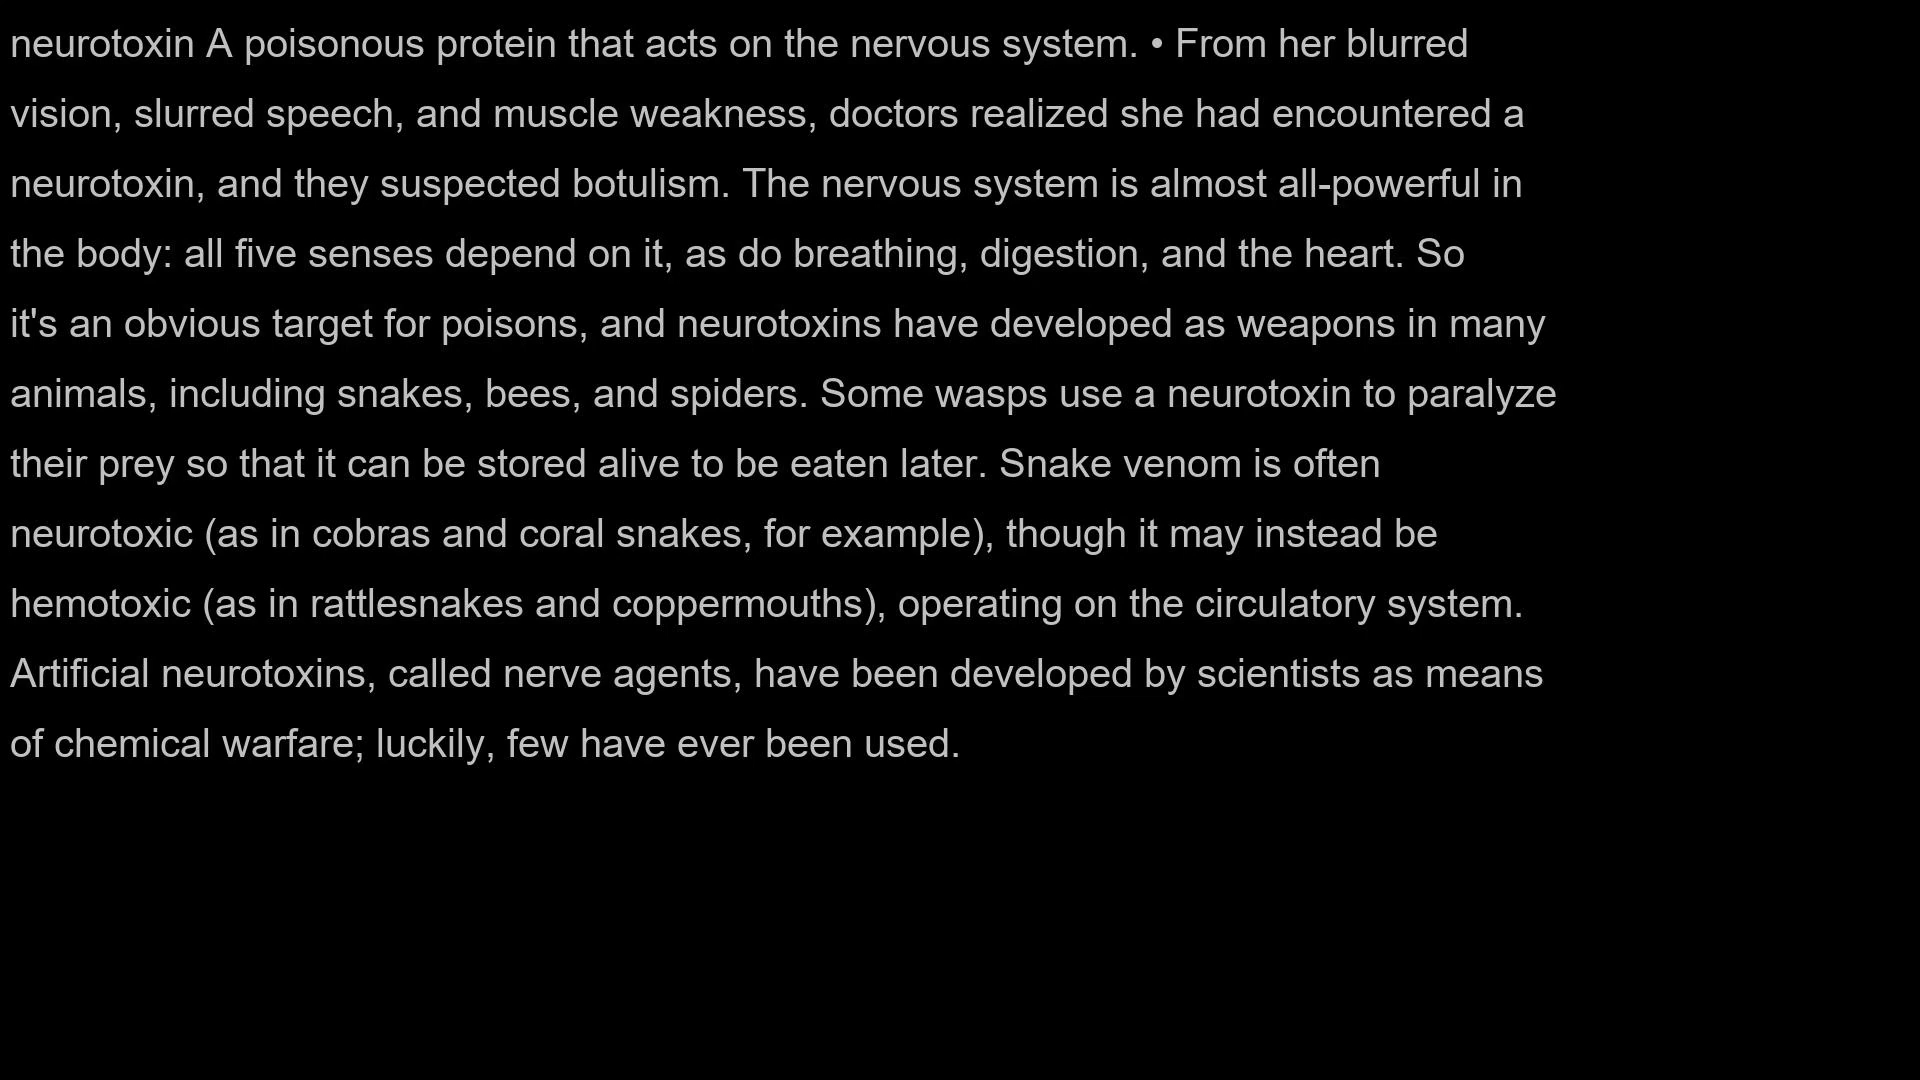 neurotoxin A poisonous protein that acts on the nervous system. • From her blurred
vision, slurred speech, and muscle weakness, doctors realized she had encountered a
neurotoxin, and they suspected botulism. The nervous system is almost all-powerful in
the body: all five senses depend on it, as do breathing, digestion, and the heart. So
it's an obvious target for poisons, and neurotoxins have developed as weapons in many
animals, including snakes, bees, and spiders. Some wasps use a neurotoxin to paralyze
their prey so that it can be stored alive to be eaten later. Snake venom is often
neurotoxic (as in cobras and coral snakes, for example), though it may instead be
hemotoxic (as in rattlesnakes and coppermouths), operating on the circulatory system.
Artificial neurotoxins, called nerve agents, have been developed by scientists as means
of chemical warfare; luckily, few have ever been used.